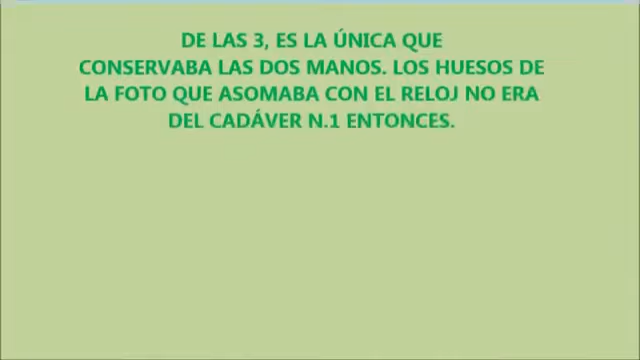 DE LAS 3, ES LA ÚNICA QUE
CONSERVABA LAS DOS MANOS. LOS HUESOS DE
LA FOTO QUE ASOMABA CON EL RELOJ NO ERA
DEL CADÁVER N.1 ENTONCES.